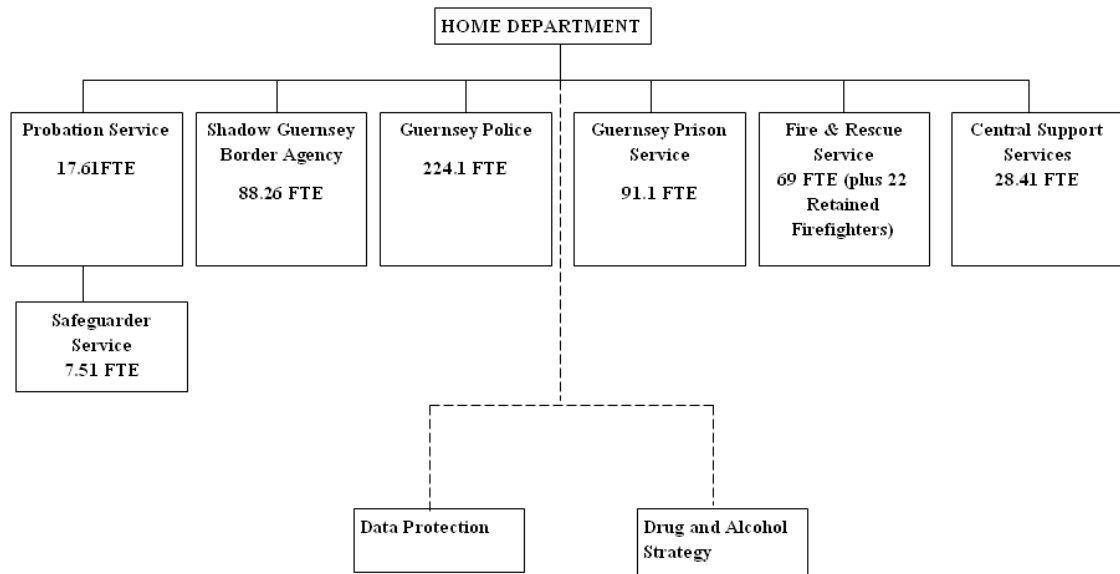 HOME DEPARTMENT
Probation Service
17.61FTE
Shadow Guernsey
Border Agency
88.26 FTE
Guernsey Police
224.1 FTE
Guernsey Prison
Service
91.1 FTE
Fire & Rescue
Service
69 FTE (plus 22
Retained
Firefighters)
Central Support
Services
28.41 FTE
Safeguarder
Service
7.51 FTE
Data Protection
Drug and Alcohol
Strategy